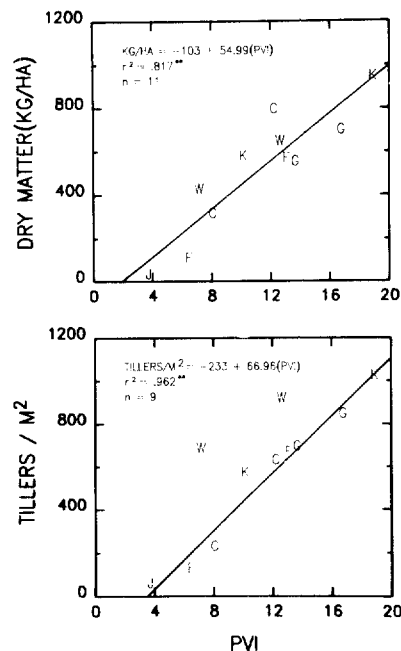 1200
KG/HA = -103 + 54.99(PVI)
r² = .817**
n = 11
800
400
0
DRY MATTER(KG/HA)
J F W C K C W F G G K
0 4 8 12 16 20
1200
TILLERS/M² = -233 + 66.96(PVI)
r² = .962**
n = 9
800
400
0
TILLERS / M²
J F W C K C W F G G K
0 4 8 12 16 20
PVI